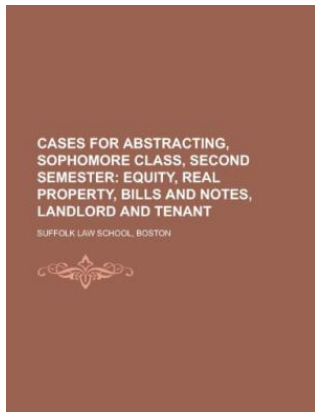 CASES FOR ABSTRACTING,
SOPHOMORE CLASS, SECOND
SEMESTER: EQUITY, REAL
PROPERTY, BILLS AND NOTES,
LANDLORD AND TENANT
SUFFOLK LAW SCHOOL, BOSTON